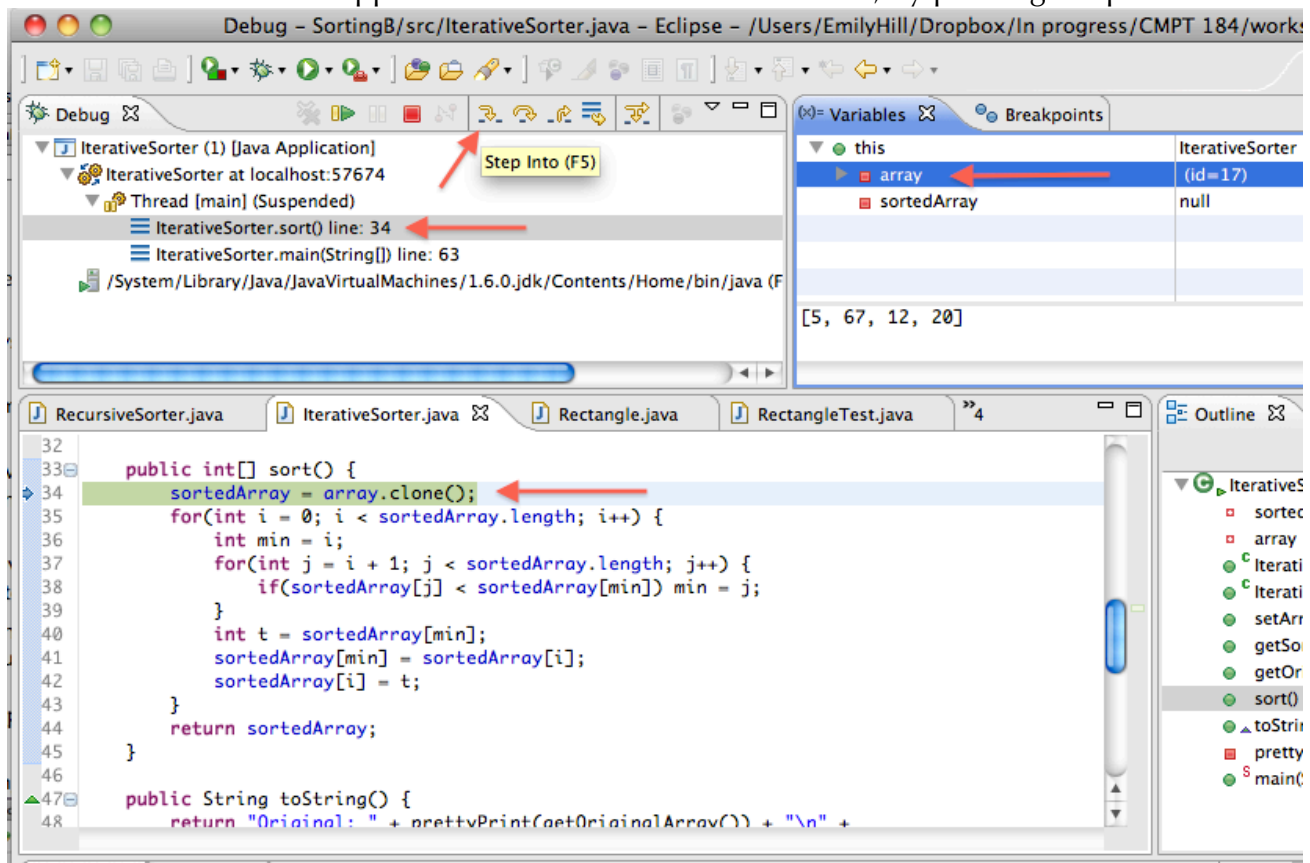 Debug – SortingB/src/IterativeSorter.java – Eclipse – /Users/EmilyHill/Dropbox/In progress/CMPT 184/works
Debug
Step Into (F5)
IterativeSorter (1) [Java Application]
IterativeSorter at localhost:57674
Thread [main] (Suspended)
IterativeSorter.sort() line: 34
IterativeSorter.main(String[]) line: 63
/System/Library/Java/JavaVirtualMachines/1.6.0.jdk/Contents/Home/bin/java (F
(x)= Variables Breakpoints
this IterativeSorter
array (id=17)
sortedArray null
[5, 67, 12, 20]
RecursiveSorter.java IterativeSorter.java Rectangle.java RectangleTest.java »4
32
33 public int[] sort() {
34 sortedArray = array.clone();
35 for(int i = 0; i < sortedArray.length; i++) {
36 int min = i;
37 for(int j = i + 1; j < sortedArray.length; j++) {
38 if(sortedArray[j] < sortedArray[min]) min = j;
39 }
40 int t = sortedArray[min];
41 sortedArray[min] = sortedArray[i];
42 sortedArray[i] = t;
43 }
44 return sortedArray;
45 }
46
47 public String toString() {
48 return "Original: " + prettyPrint(getOriginalArray()) + "\n" +
Outline
IterativeS
sorted
array
C Iterati
C Iterati
setArr
getSo
getOr
sort()
toStrin
pretty
S main(